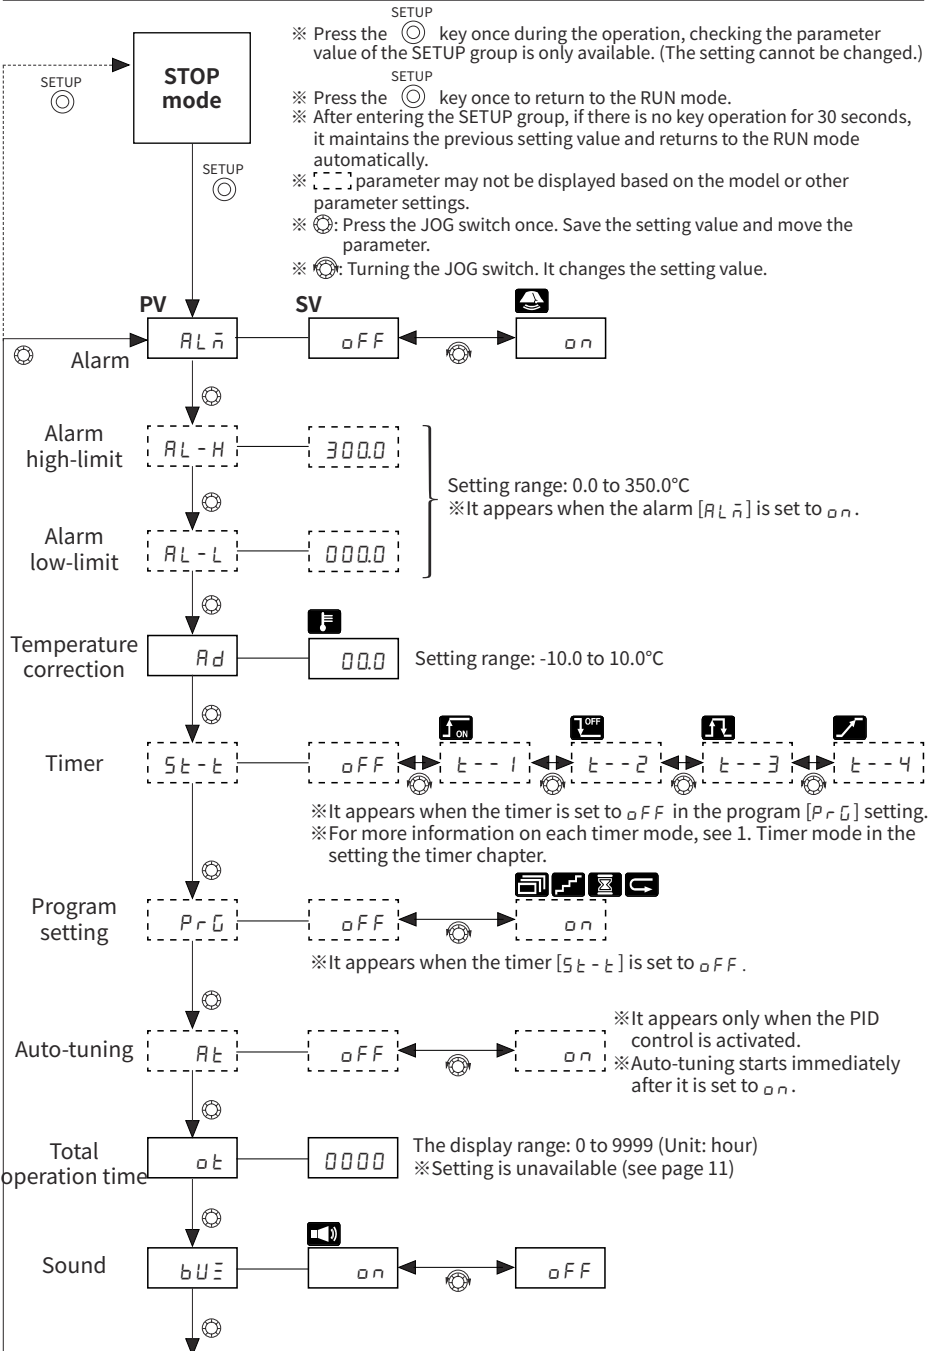 SETUP
※ Press the key once during the operation, checking the parameter
value of the SETUP group is only available. (The setting cannot be changed.)
SETUP
※ Press the key once to return to the RUN mode.
※ After entering the SETUP group, if there is no key operation for 30 seconds,
it maintains the previous setting value and returns to the RUN mode
automatically.
※ parameter may not be displayed based on the model or other
parameter settings.
※ : Press the JOG switch once. Save the setting value and move the
parameter.
※ : Turning the JOG switch. It changes the setting value.
SETUP
STOP
mode
SETUP
PV SV
Alarm ALM oFF on
Alarm
high-limit AL-H 300.0
Setting range: 0.0 to 350.0°C
※It appears when the alarm [ALM] is set to on.
Alarm
low-limit AL-L 000.0
Temperature
correction Ad 00.0 Setting range: -10.0 to 10.0°C
ON OFF
Timer St-t oFF t--1 t--2 t--3 t--4
※It appears when the timer is set to oFF in the program [PrG] setting.
※For more information on each timer mode, see 1. Timer mode in the
setting the timer chapter.
Program
setting PrG oFF on
※It appears when the timer [St-t] is set to oFF.
Auto-tuning At oFF on
※It appears only when the PID
control is activated.
※Auto-tuning starts immediately
after it is set to on.
Total
operation time ot 0000
The display range: 0 to 9999 (Unit: hour)
※Setting is unavailable (see page 11)
Sound bUZ on oFF